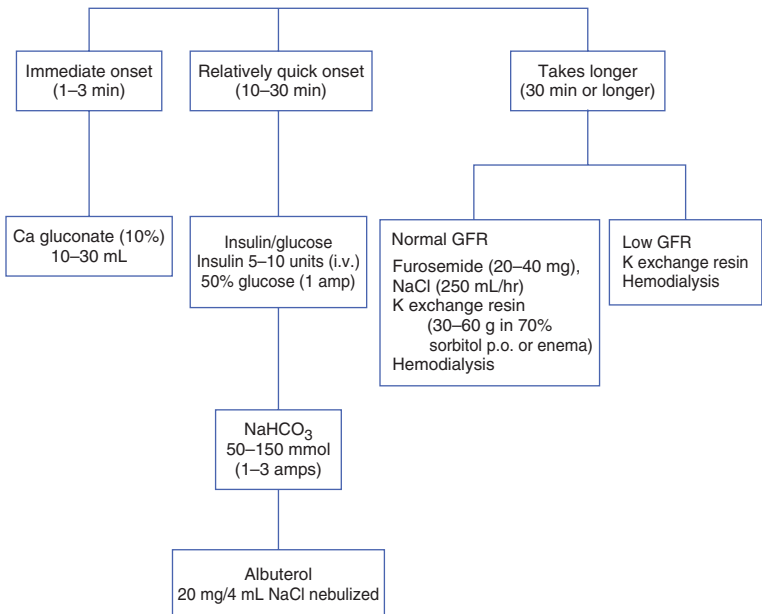 Immediate onset
(1–3 min)
Relatively quick onset
(10–30 min)
Takes longer
(30 min or longer)
Ca gluconate (10%)
10–30 mL
Insulin/glucose
Insulin 5–10 units (i.v.)
50% glucose (1 amp)
Normal GFR
Furosemide (20–40 mg),
NaCl (250 mL/hr)
K exchange resin
(30–60 g in 70%
sorbitol p.o. or enema)
Hemodialysis
Low GFR
K exchange resin
Hemodialysis
NaHCO₃
50–150 mmol
(1–3 amps)
Albuterol
20 mg/4 mL NaCl nebulized